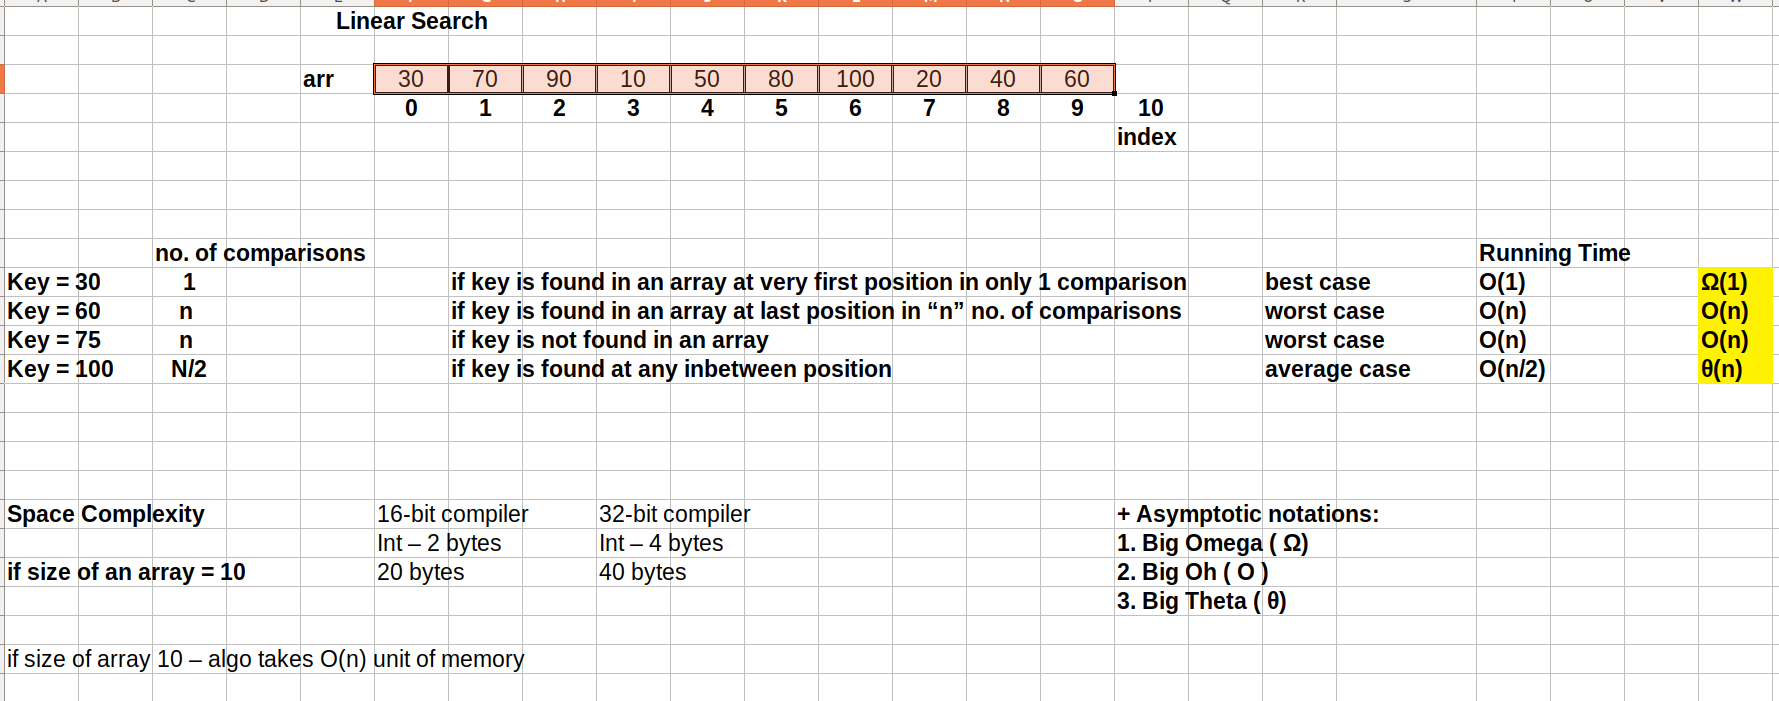 Linear Search
arr 30 70 90 10 50 80 100 20 40 60
0 1 2 3 4 5 6 7 8 9 10
index
no. of comparisons Running Time
Key = 30 1 if key is found in an array at very first position in only 1 comparison best case O(1) Ω(1)
Key = 60 n if key is found in an array at last position in “n” no. of comparisons worst case O(n) O(n)
Key = 75 n if key is not found in an array worst case O(n) O(n)
Key = 100 N/2 if key is found at any inbetween position average case O(n/2) θ(n)
Space Complexity 16-bit compiler 32-bit compiler + Asymptotic notations:
Int – 2 bytes Int – 4 bytes 1. Big Omega ( Ω)
if size of an array = 10 20 bytes 40 bytes 2. Big Oh ( O )
3. Big Theta ( θ)
if size of array 10 – algo takes O(n) unit of memory